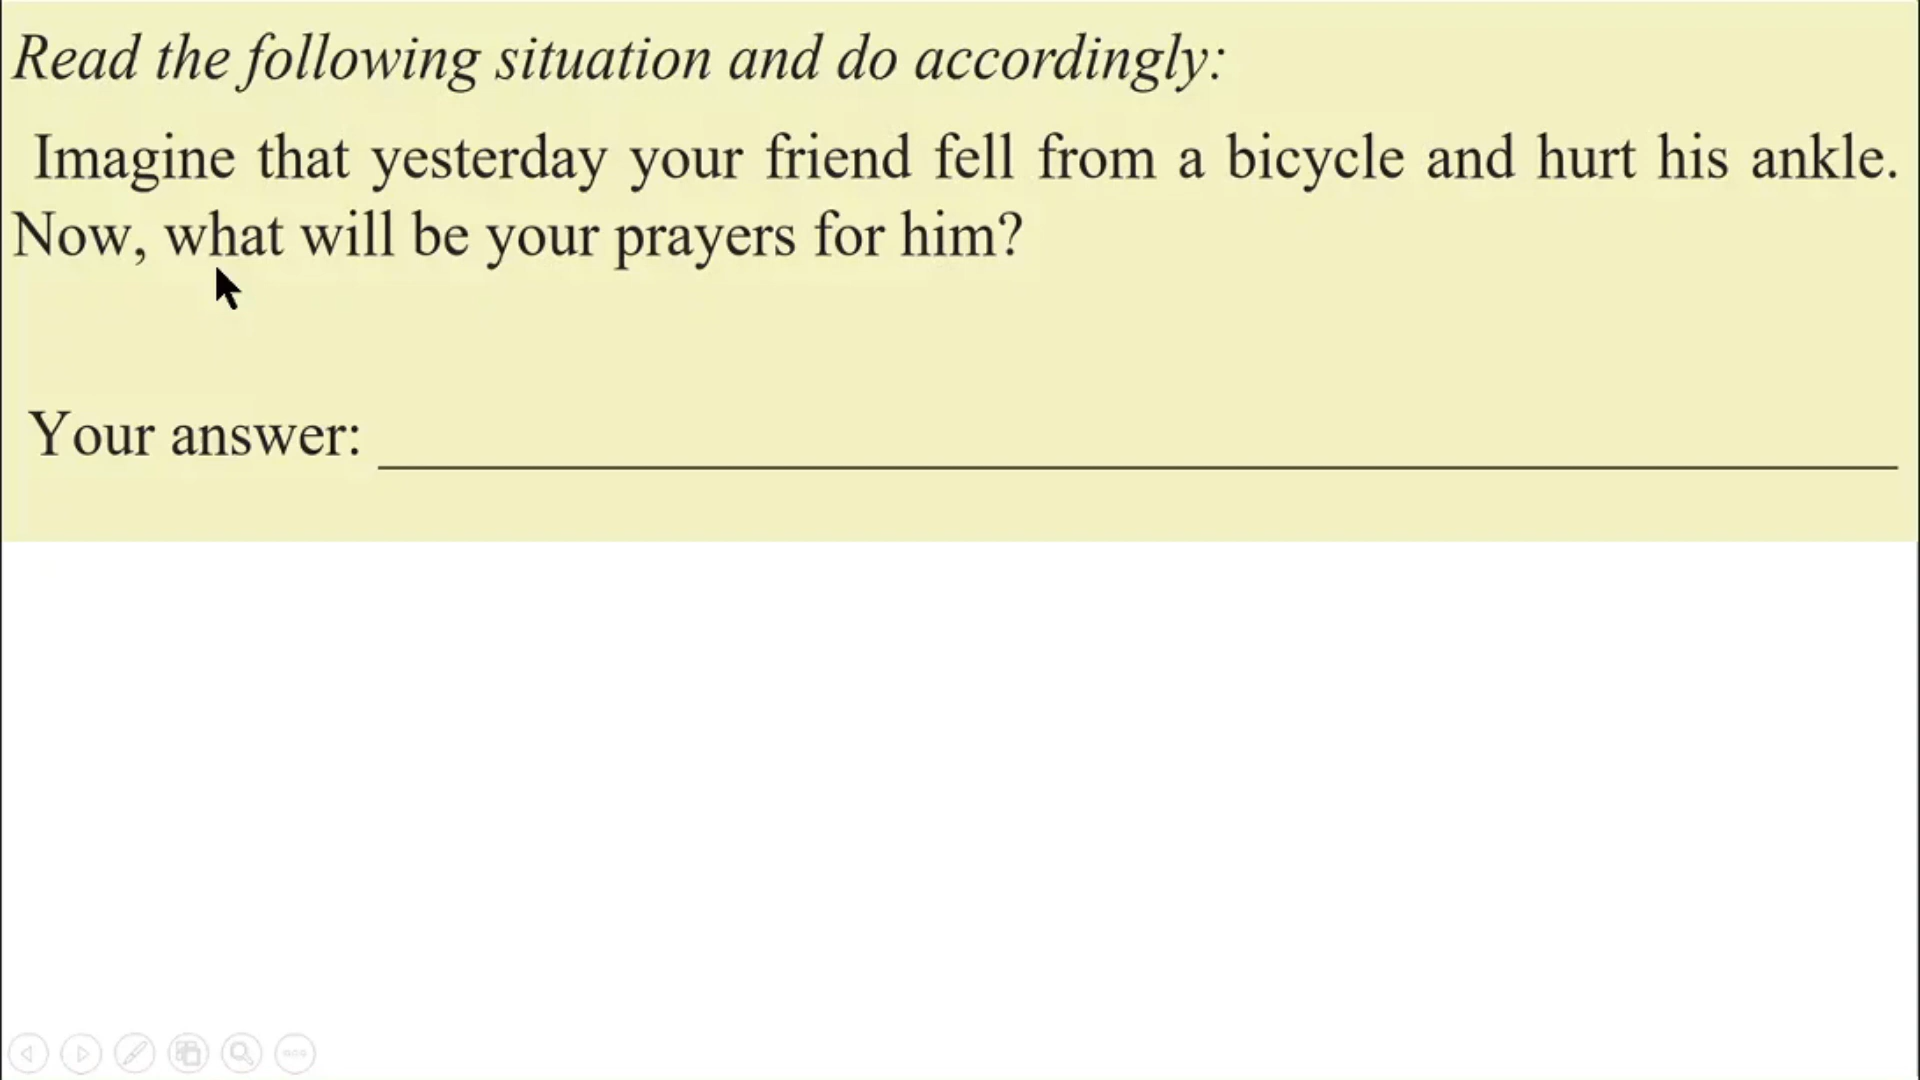 Read the following situation and do accordingly:
Imagine that yesterday your friend fell from a bicycle and hurt his ankle.
Now, what will be your prayers for him?
Your answer: